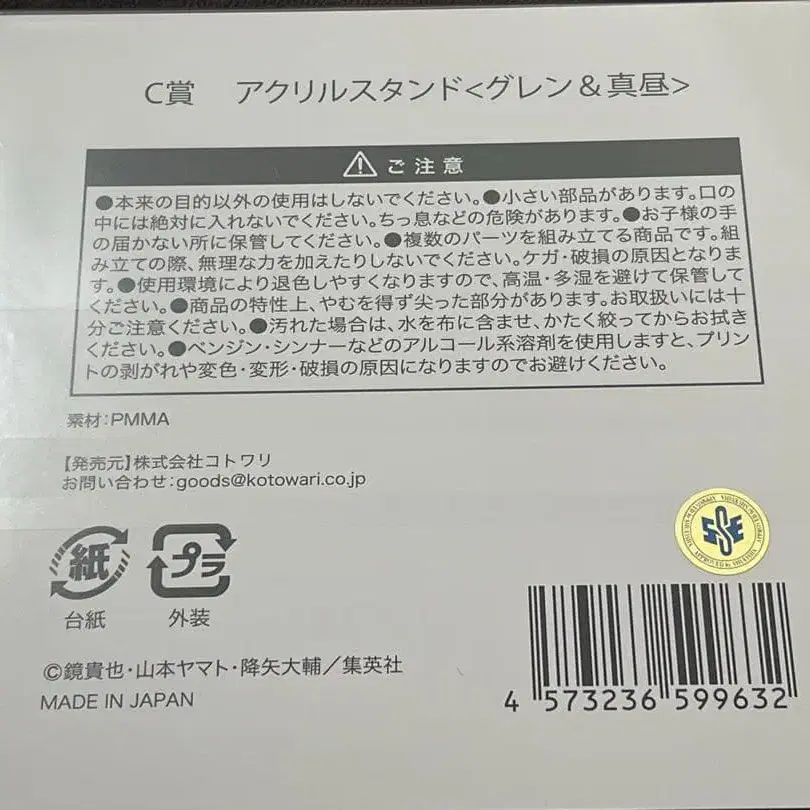 C賞　アクリルスタンド<グレン＆真昼>
⚠ご注意
●本来の目的以外の使用はしないでください。●小さい部品があります。口の
中には絶対に入れないでください。ちっ息などの危険があります。●お子様の手
の届かない所に保管してください。●複数のパーツを組み立てる商品です。組
み立ての際、無理な力を加えたりしないでください。ケガ・破損の原因となりま
す。●使用環境により退色しやすくなりますので、高温・多湿を避けて保管して
ください。●商品の特性上、やむを得ず尖った部分があります。お取扱いには十
分ご注意ください。●汚れた場合は、水を布に含ませ、かたく絞ってからお拭き
ください。●ベンジン・シンナーなどのアルコール系溶剤を使用しますと、プリン
トの剥がれや変色・変形・破損の原因になりますのでお避けください。
素材：PMMA
【発売元】株式会社コトワリ
お問い合わせ：goods@kotowari.co.jp
紙
プラ
台紙
外装
©鏡貴也・山本ヤマト・降矢大輔／集英社
MADE IN JAPAN
4 573236 599632